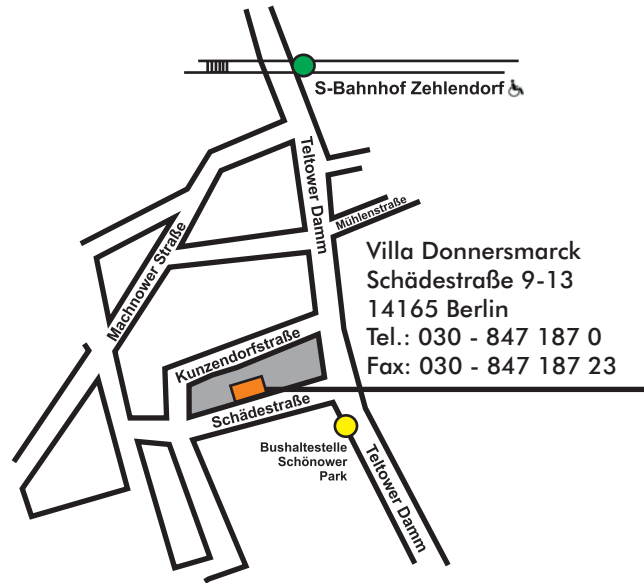 S-Bahnhof Zehlendorf
Teltower Damm
Mühlenstraße
Machnower Straße
Villa Donnersmarck
Schädestraße 9-13
14165 Berlin
Tel.: 030 - 847 187 0
Fax: 030 - 847 187 23
Kunzendorfstraße
Schädestraße
Bushaltestelle
Schönower
Park
Teltower Damm